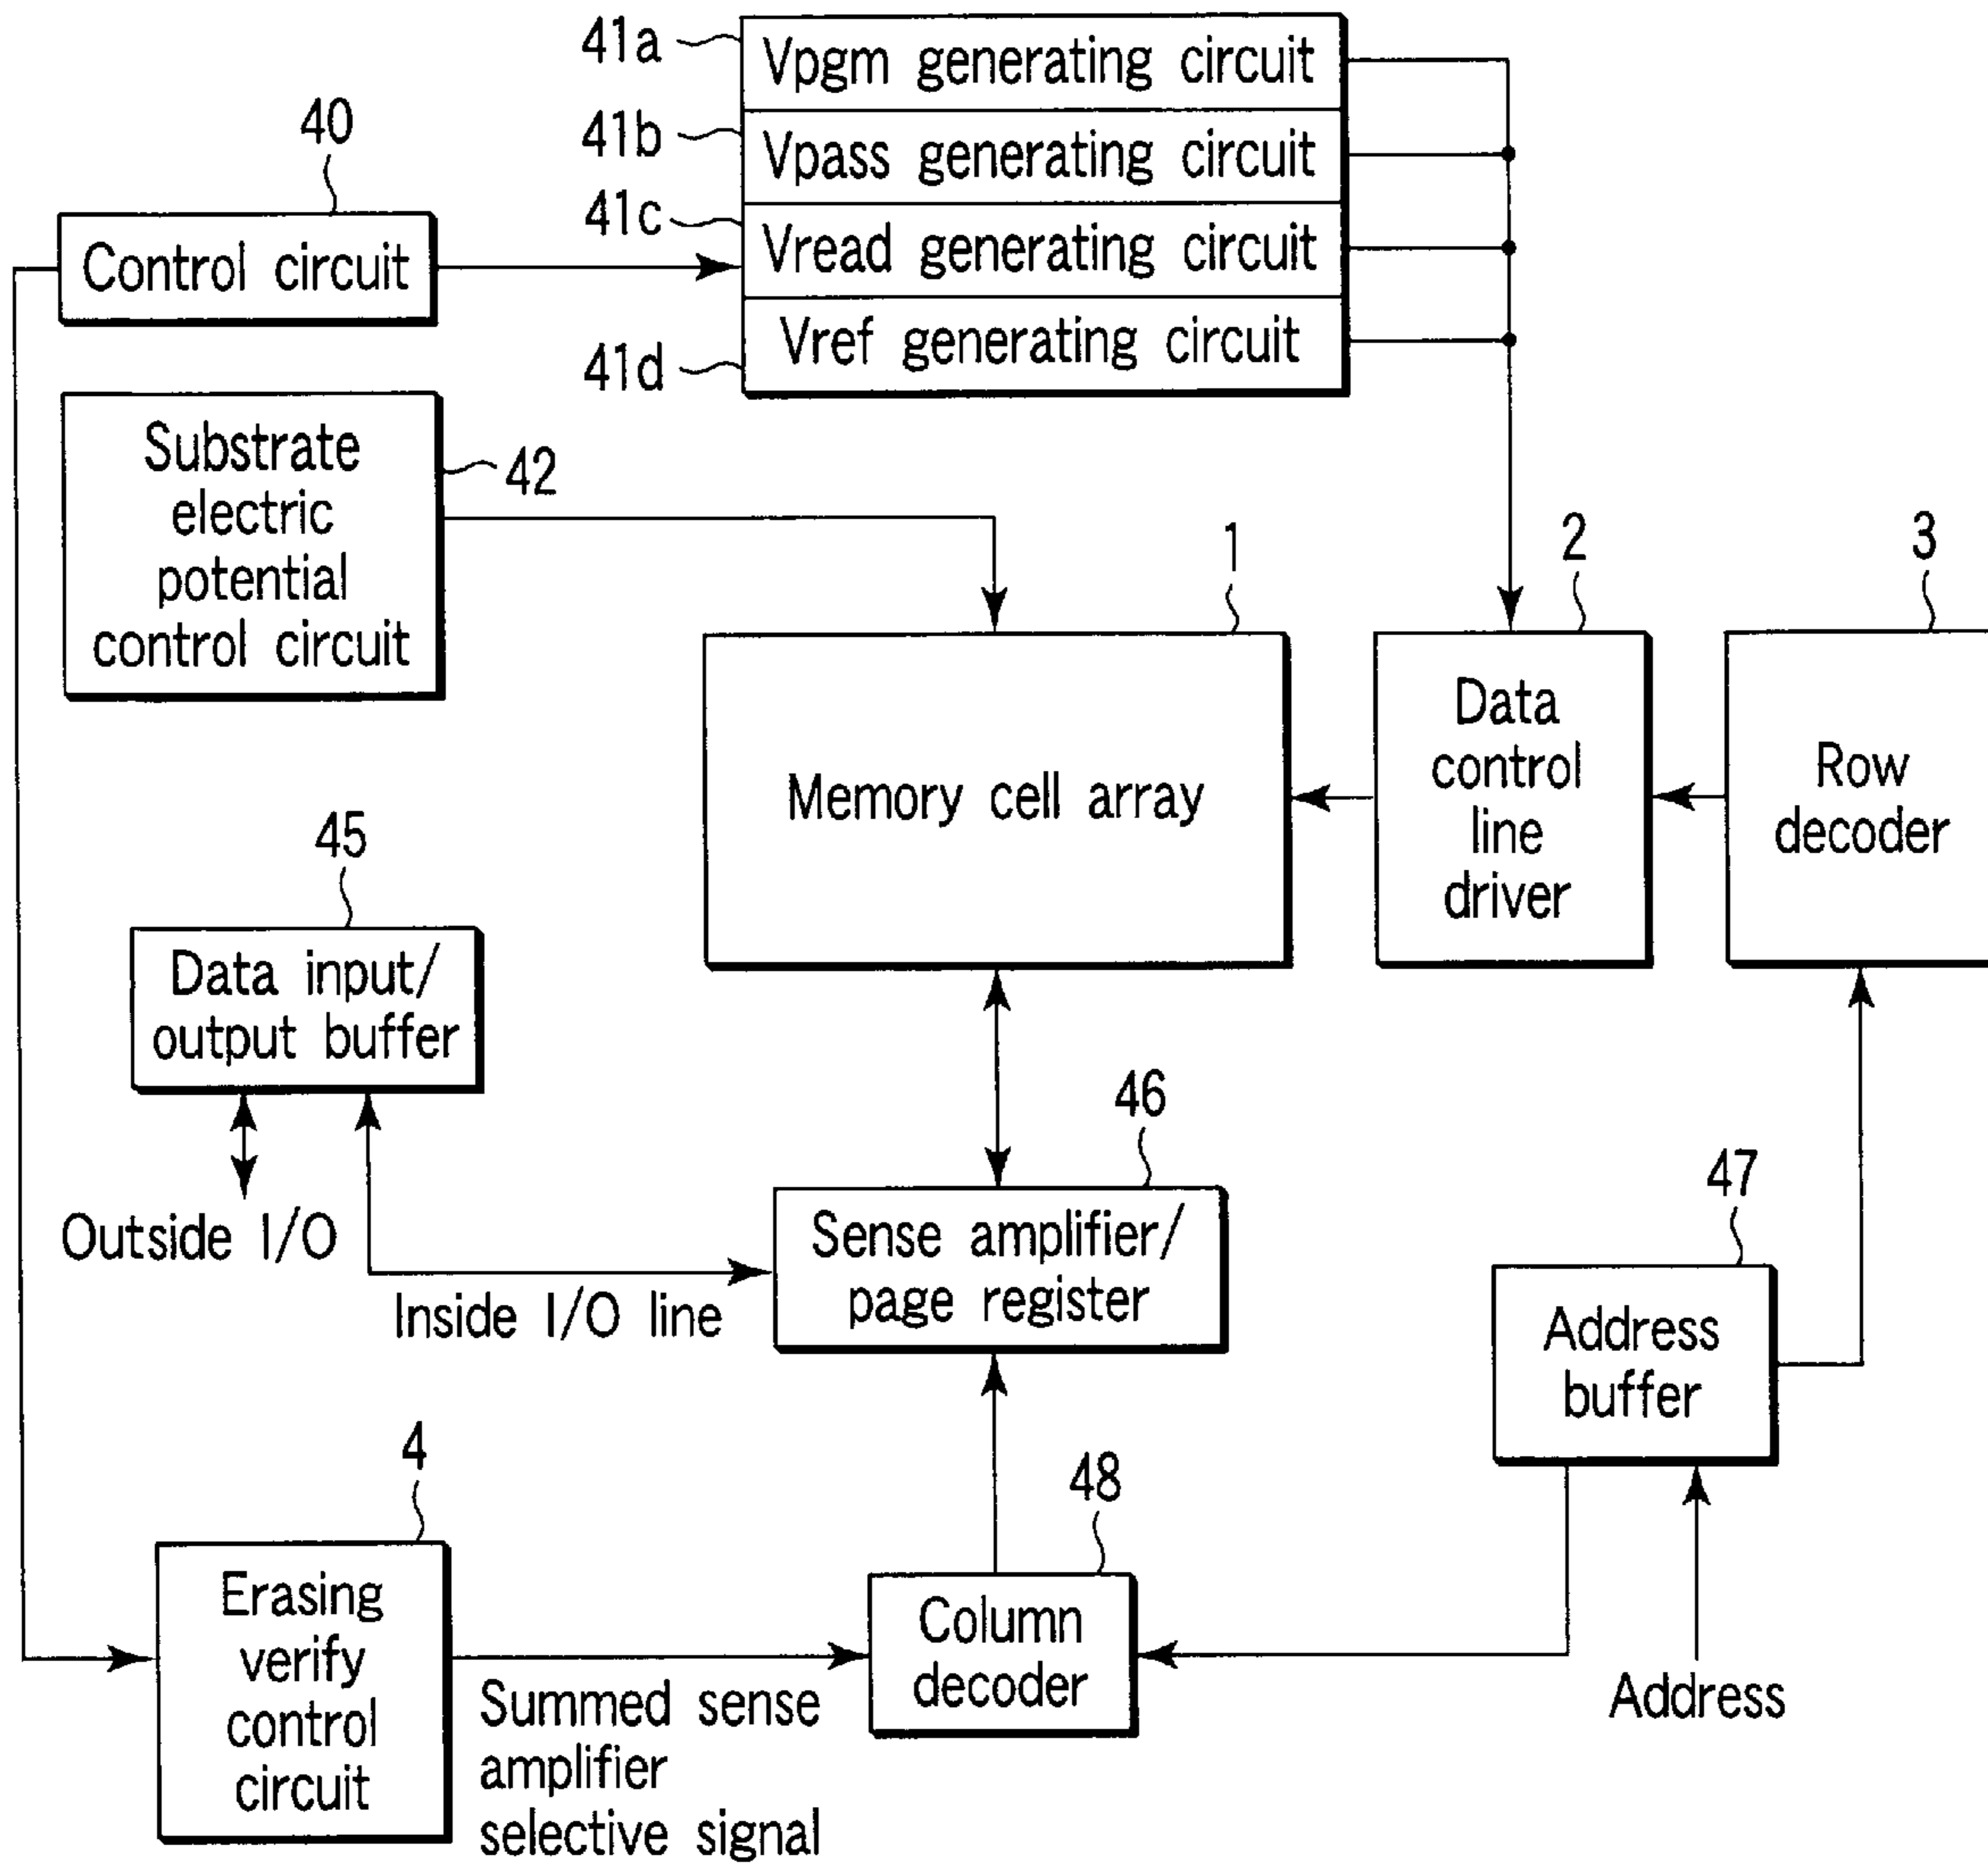 41a
Vpgm generating circuit
40
41b
Vpass generating circuit
41c
Control circuit
Vread generating circuit
Vref generating circuit
41d
Substrate
electric
potential
control circuit
42
1
2
3
Memory cell array
Data
control
line
driver
Row
decoder
45
Data input/
output buffer
46
47
Outside I/O
Sense amplifier/
page register
Inside I/O line
Address
buffer
4
48
Erasing
verify
control
circuit
Column
decoder
Summed sense
amplifier
selective signal
Address